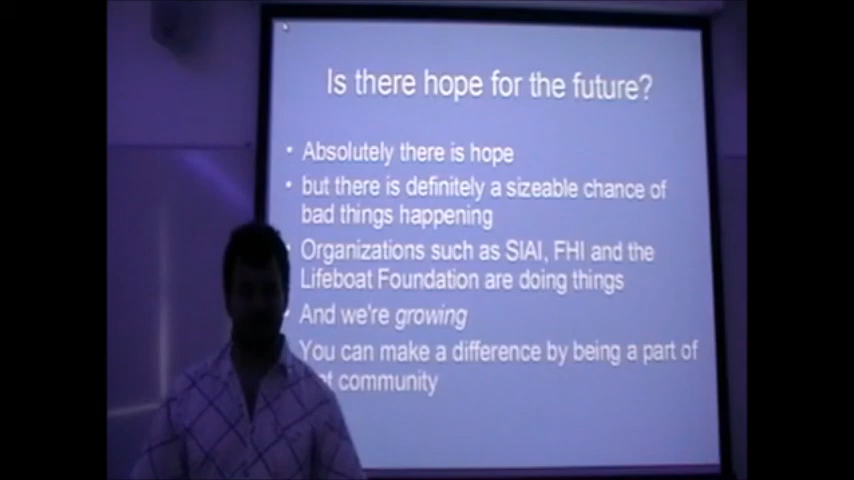 Is there hope for the future?
• Absolutely there is hope
• but there is definitely a sizeable chance of
bad things happening
• Organizations such as SIAI, FHI and the
Lifeboat Foundation are doing things
• And we're growing
You can make a difference by being a part of
community